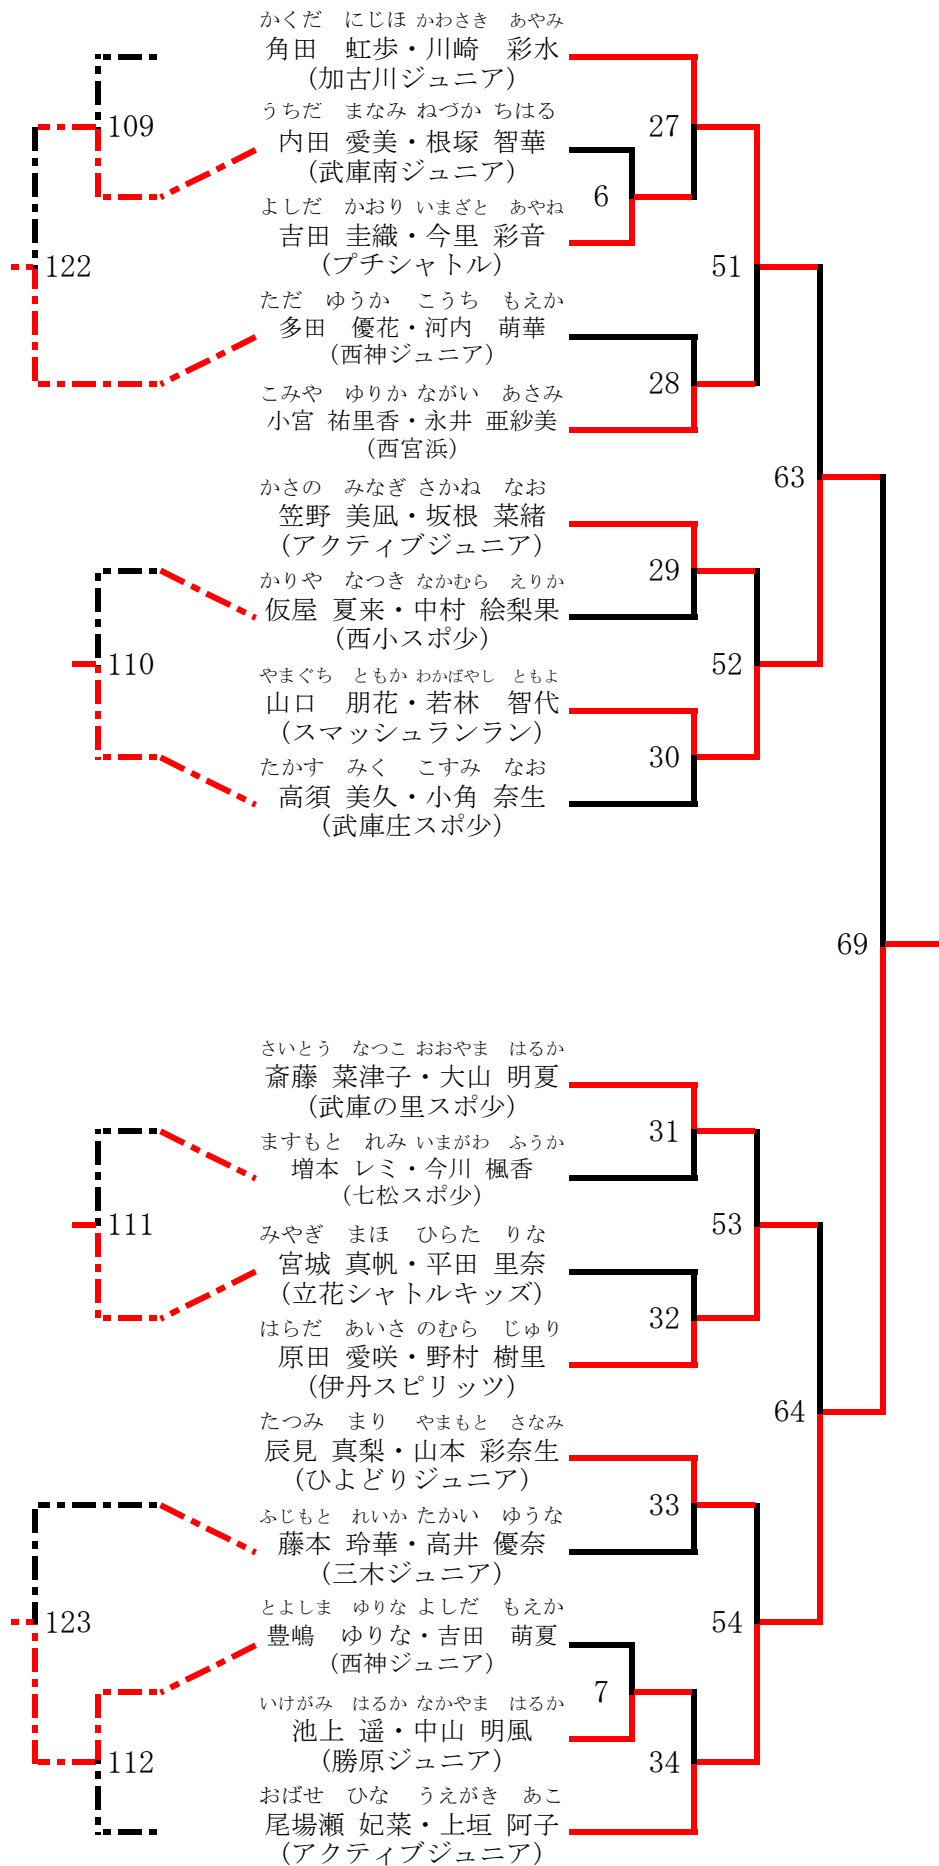 かくだ　にじほ かわさき　あやみ
角田　虹歩・川崎　彩水
(加古川ジュニア)
109
27
うちだ　まなみ ねづか ちはる
内田 愛美・根塚 智華
(武庫南ジュニア)
6
よしだ　かおり いまざと　あやね
吉田 圭織・今里 彩音
(プチシャトル)
122
51
ただ　ゆうか　こうち　もえか
多田　優花・河内　萌華
(西神ジュニア)
28
こみや　ゆりか ながい　あさみ
小宮 祐里香・永井 亜紗美
(西宮浜)
63
かさの　みなぎ さかね　なお
笠野 美凪・坂根 菜緒
(アクティブジュニア)
29
かりや　なつき なかむら　えりか
仮屋 夏来・中村 絵梨果
(西小スポ少)
110
52
やまぐち　ともか わかばやし　ともよ
山口　朋花・若林　智代
(スマッシュランラン)
30
たかす　みく　こすみ　なお
高須 美久・小角 奈生
(武庫庄スポ少)
69
さいとう　なつこ おおやま　はるか
斎藤 菜津子・大山 明夏
(武庫の里スポ少)
31
ますもと　れみ いまがわ　ふうか
増本 レミ・今川 楓香
(七松スポ少)
111
53
みやぎ　まほ　ひらた　りな
宮城 真帆・平田 里奈
(立花シャトルキッズ)
32
はらだ　あいさ のむら　じゅり
原田 愛咲・野村 樹里
(伊丹スピリッツ)
64
たつみ　まり　やまもと　さなみ
辰見 真梨・山本 彩奈生
(ひよどりジュニア)
33
ふじもと　れいか たかい　ゆうな
藤本 玲華・高井 優奈
(三木ジュニア)
123
54
とよしま　ゆりな よしだ　もえか
豊嶋　ゆりな・吉田　萌夏
(西神ジュニア)
7
いけがみ　はるか なかやま　はるか
池上 遥・中山 明風
(勝原ジュニア)
112
34
おばせ　ひな　うえがき　あこ
尾場瀬 妃菜・上垣 阿子
(アクティブジュニア)